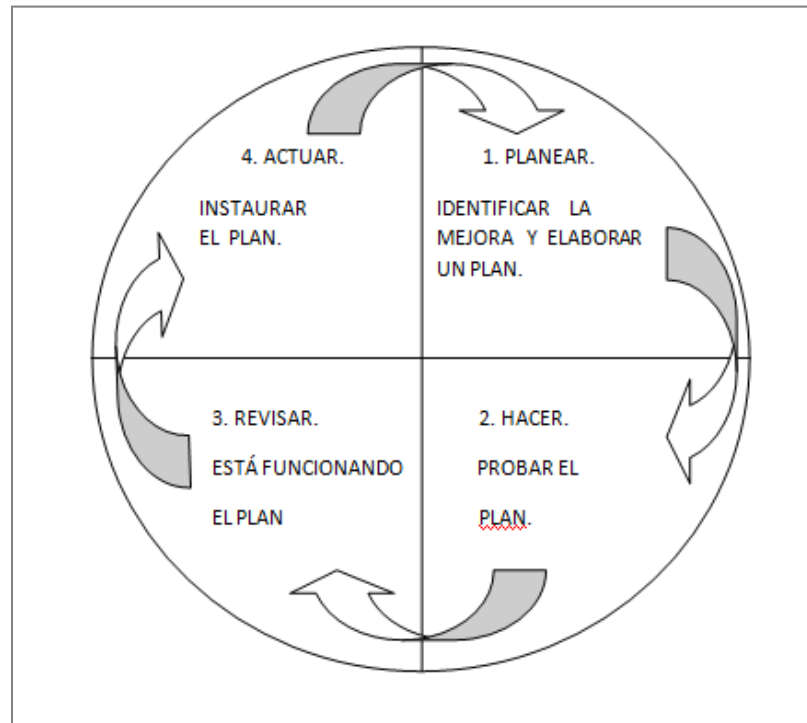 4. ACTUAR.
INSTAURAR
EL PLAN.
1. PLANEAR.
IDENTIFICAR LA
MEJORA Y ELABORAR
UN PLAN.
3. REVISAR.
ESTÁ FUNCIONANDO
EL PLAN
2. HACER.
PROBAR EL
PLAN.